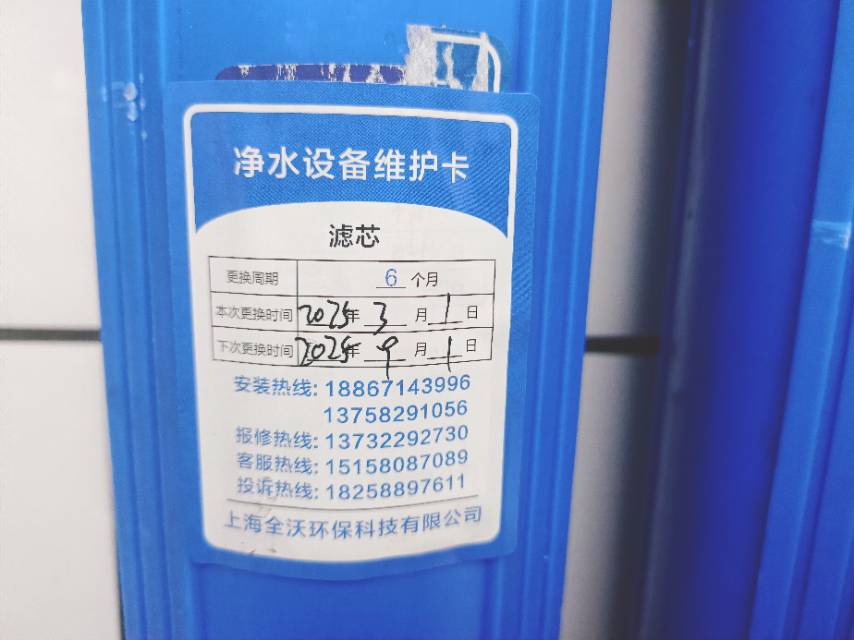 净水设备维护卡
滤芯
更换周期 6 个月
本次更换时间 2025年 3 月 1 日
下次更换时间 2025年 9 月 1 日
安装热线: 18867143996
13758291056
报修热线: 13732292730
客服热线: 15158087089
投诉热线: 18258897611
上海全沃环保科技有限公司